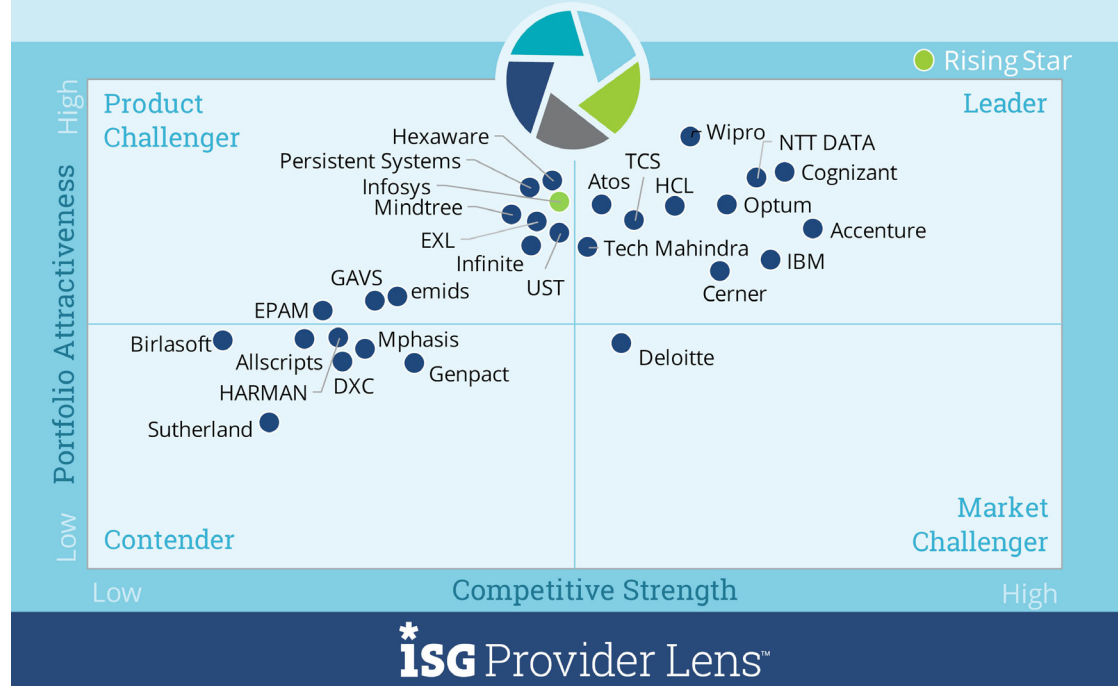 Rising Star
Product
Challenger
Leader
High
Hexaware
Wipro
NTT DATA
Persistent Systems
TCS
Cognizant
Infosys
Atos
HCL
Mindtree
Optum
EXL
Accenture
Infinite
Tech Mahindra
IBM
UST
Cerner
GAVS
emids
EPAM
Birlasoft
Mphasis
Allscripts
Deloitte
Genpact
HARMAN
DXC
Sutherland
Portfolio Attractiveness
Low
Contender
Market
Challenger
Low
Competitive Strength
High
*ISG Provider Lens™